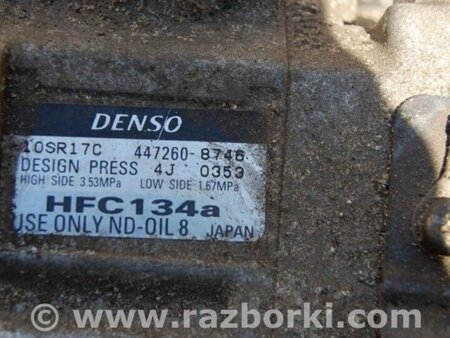 DENSO
10SR17C 447260-8746
DESIGN PRESS 4J 0353
HIGH SIDE 3.53MPa LOW SIDE 1.67MPa
HFC134a
USE ONLY ND-OIL 8 JAPAN
© www.razborki.com